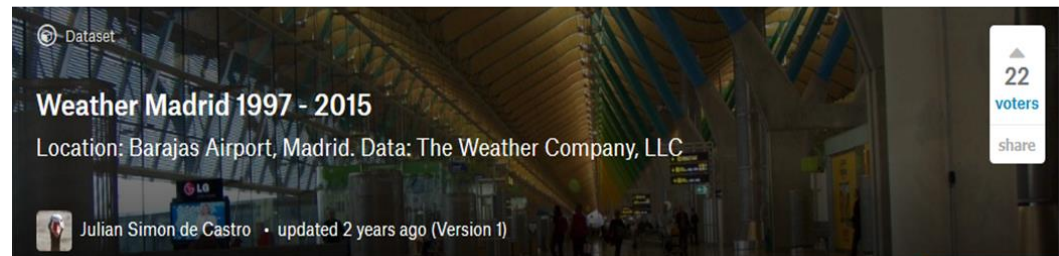 Dataset
Weather Madrid 1997 - 2015
Location: Barajas Airport, Madrid. Data: The Weather Company, LLC
Julian Simon de Castro • updated 2 years ago (Version 1)
22
voters
share
LG